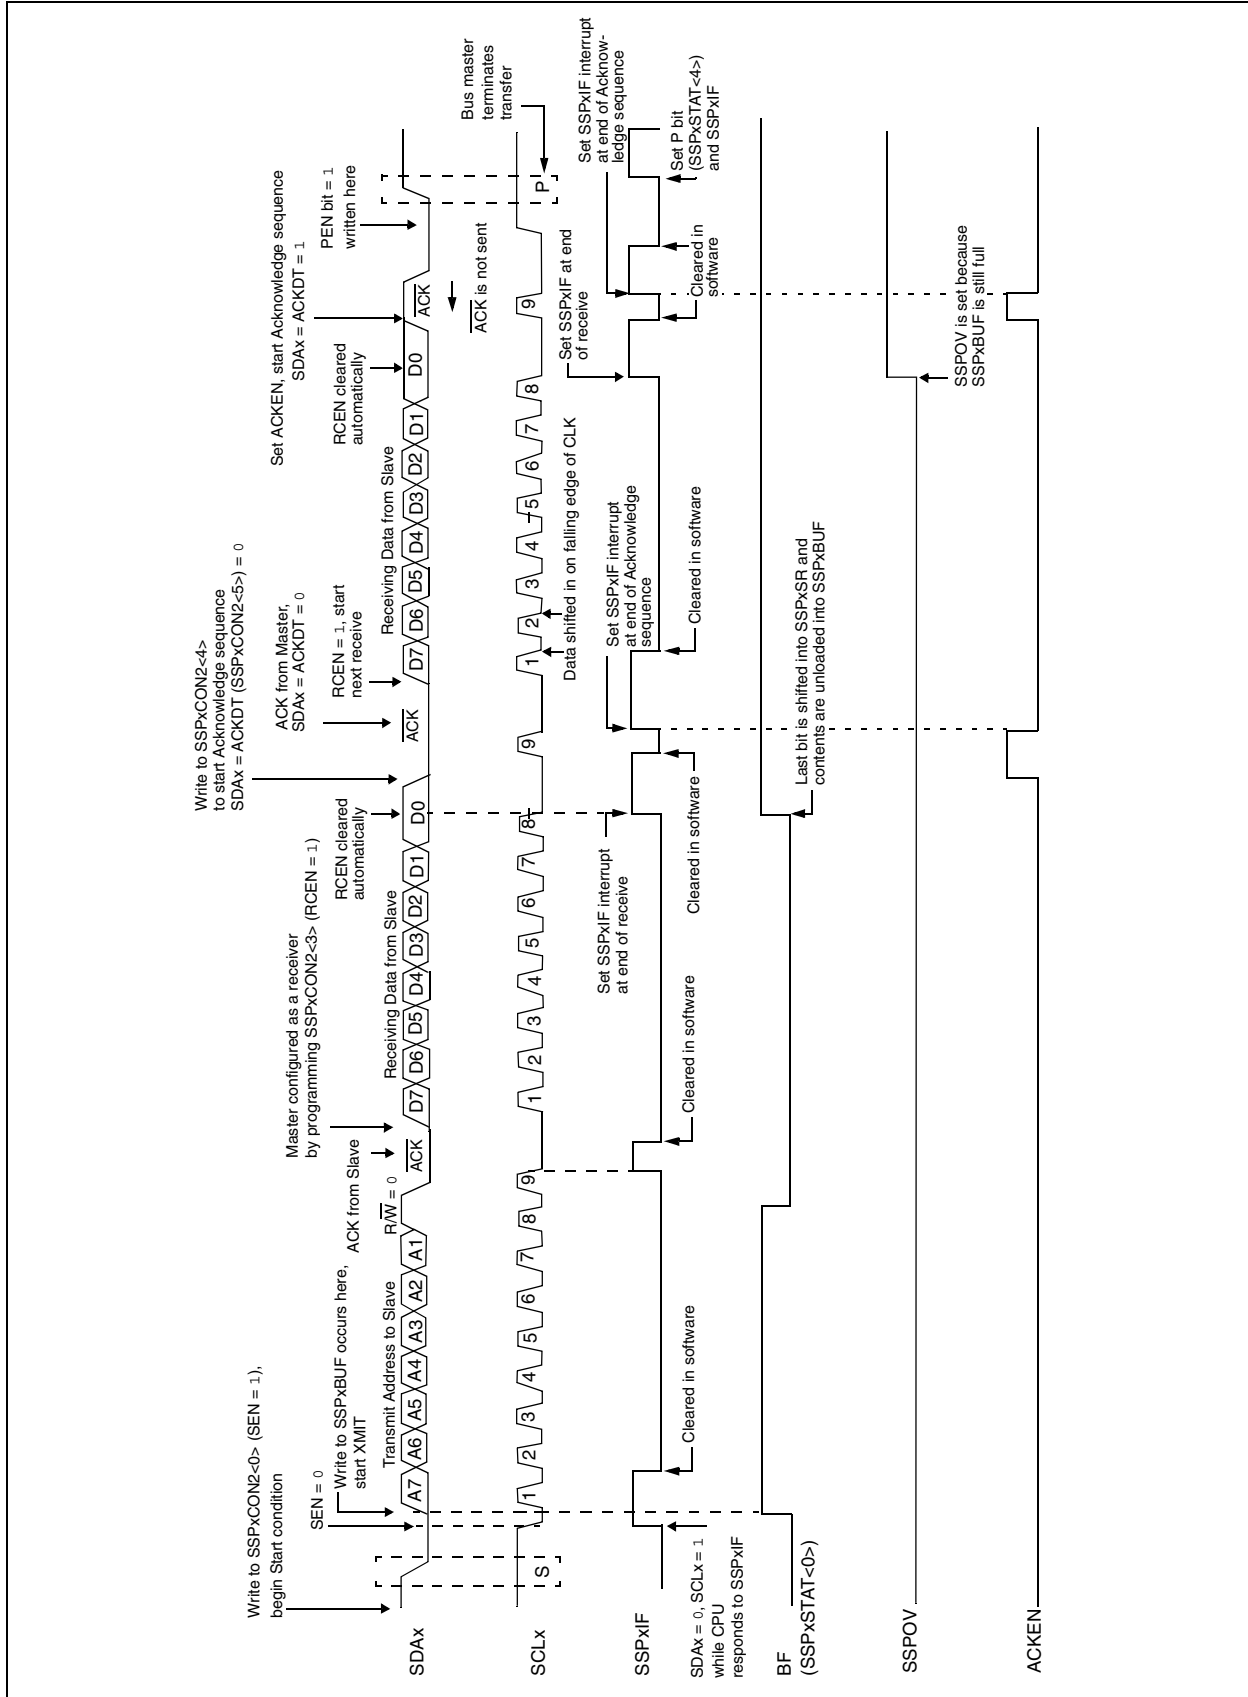 Write to SSPxCON2<0> (SEN = 1),
begin Start condition
SEN = 0
Write to SSPxBUF occurs here,
start XMIT
Transmit Address to Slave
ACK from Slave
R/W = 0
Master configured as a receiver
by programming SSPxCON2<3> (RCEN = 1)
Receiving Data from Slave
RCEN cleared
automatically
Write to SSPxCON2<4>
to start Acknowledge sequence
SDAx = ACKDT (SSPxCON2<5>) = 0
ACK from Master,
SDAx = ACKDT = 0
RCEN = 1, start
next receive
Receiving Data from Slave
RCEN cleared
automatically
Set ACKEN, start Acknowledge sequence
SDAx = ACKDT = 1
PEN bit = 1
written here
SDAx
A7 A6 A5 A4 A3 A2 A1 ACK D7 D6 D5 D4 D3 D2 D1 D0 ACK D7 D6 D5 D4 D3 D2 D1 D0 ACK
ACK is not sent
Bus master
terminates
transfer
SCLx
S 1 2 3 4 5 6 7 8 9 1 2 3 4 5 6 7 8 9 1 2 3 4 5 6 7 8 9 P
Data shifted in on falling edge of CLK
Set SSPxIF interrupt
at end of receive
Set SSPxIF interrupt
at end of Acknowledge
sequence
Set SSPxIF at end
of receive
Set SSPxIF interrupt
at end of Acknow-
ledge sequence
SSPxIF
SDAx = 0, SCLx = 1
while CPU
responds to SSPxIF
Cleared in software
Cleared in software
Cleared in software
Cleared in software
Cleared in
software
Set P bit
(SSPxSTAT<4>)
and SSPxIF
BF
(SSPxSTAT<0>)
Last bit is shifted into SSPxSR and
contents are unloaded into SSPxBUF
SSPOV
SSPOV is set because
SSPxBUF is still full
ACKEN